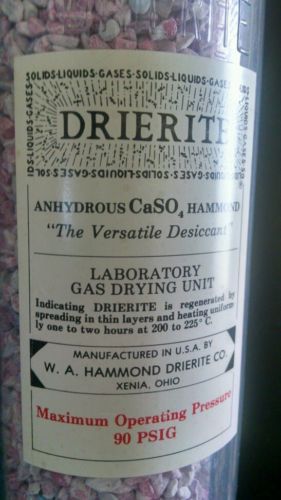 SOLIDS-LIQUIDS-GASES-SOLIDS-LIQUIDS-GASES
DRIERITE
ANHYDROUS CaSO4 HAMMOND
"The Versatile Desiccant"
LABORATORY
GAS DRYING UNIT
Indicating DRIERITE is regenerated by
spreading in thin layers and heating uniform-
ly one to two hours at 200 to 225° C.
MANUFACTURED IN U.S.A. BY
W. A. HAMMOND DRIERITE CO.
XENIA, OHIO
Maximum Operating Pressure
90 PSIG